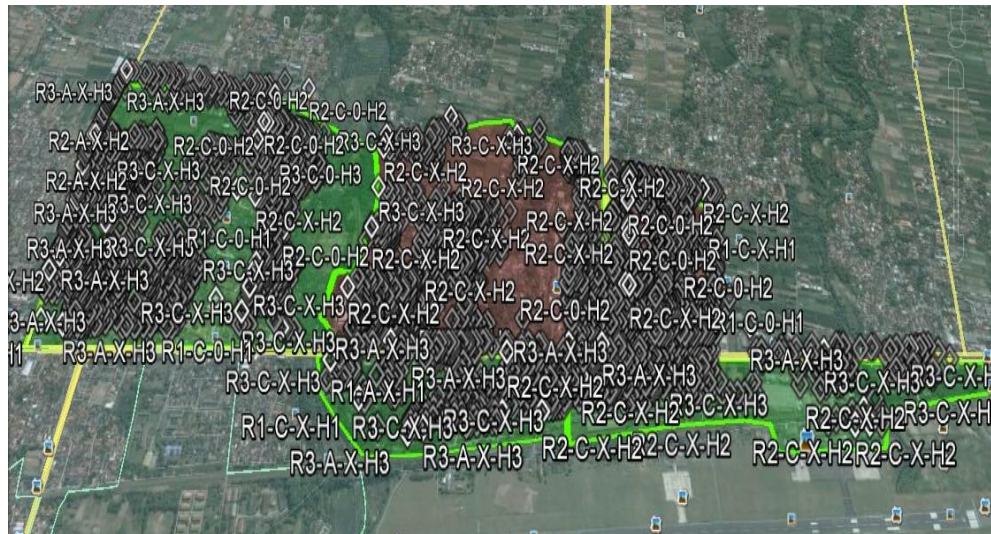 R3-A-X-H3
R3-A-X-H3
R2-C-0-H2
R2-C-0-H2
R2-A-X-H2
R2-C-0-H2
R2-C-0-H2
R3-C-X-H3
R3-C-X-H3
R2-C-X-H2
R2-A-X-H2
R3-C-X-H3
R2-C-0-H2
R3-C-0-H3
R2-C-X-H2
R2-C-X-H2
R2-C-X-H2
R3-A-X-H3
R3-C-X-H3
R2-C-X-H2
R3-C-X-H3
R2-C-X-H2
R2-C-0-H2
R2-C-X-H2
R3-A-X-H3
R3-C-X-H3
R1-C-0-H1
R2-C-0-H2
R2-C-X-H2
R2-C-X-H2
R2-C-X-H2
R2-C-0-H2
R1-C-X-H1
X-H2
R3-A-X-H3
R3-C-X-H3
R2-C-X-H2
R2-C-0-H2
3-A-X-H3
R3-C-X-H3
R3-C-X-H3
R2-C-X-H2
R2-C-0-H2
R2-C-X-H2
R1-C-0-H1
H1
R3-A-X-H3
R1-C-0-H1
R3-C-X-H3
R3-A-X-H3
R3-A-X-H3
R3-A-X-H3
R3-C-X-H3
R1-A-X-H1
R3-A-X-H3
R2-C-X-H2
R3-A-X-H3
R3-C-X-H3
R3-C-X-H
R1-C-X-H1
R3-C-X-H3
R3-C-X-H3
R2-C-X-H2
R3-C-X-H3
R2-C-X-H2
R3-C-X-H
R3-A-X-H3
R3-A-X-H3
R2-C-X-H2
R2-C-X-H2
R2-C-X-H2
R2-C-X-H2